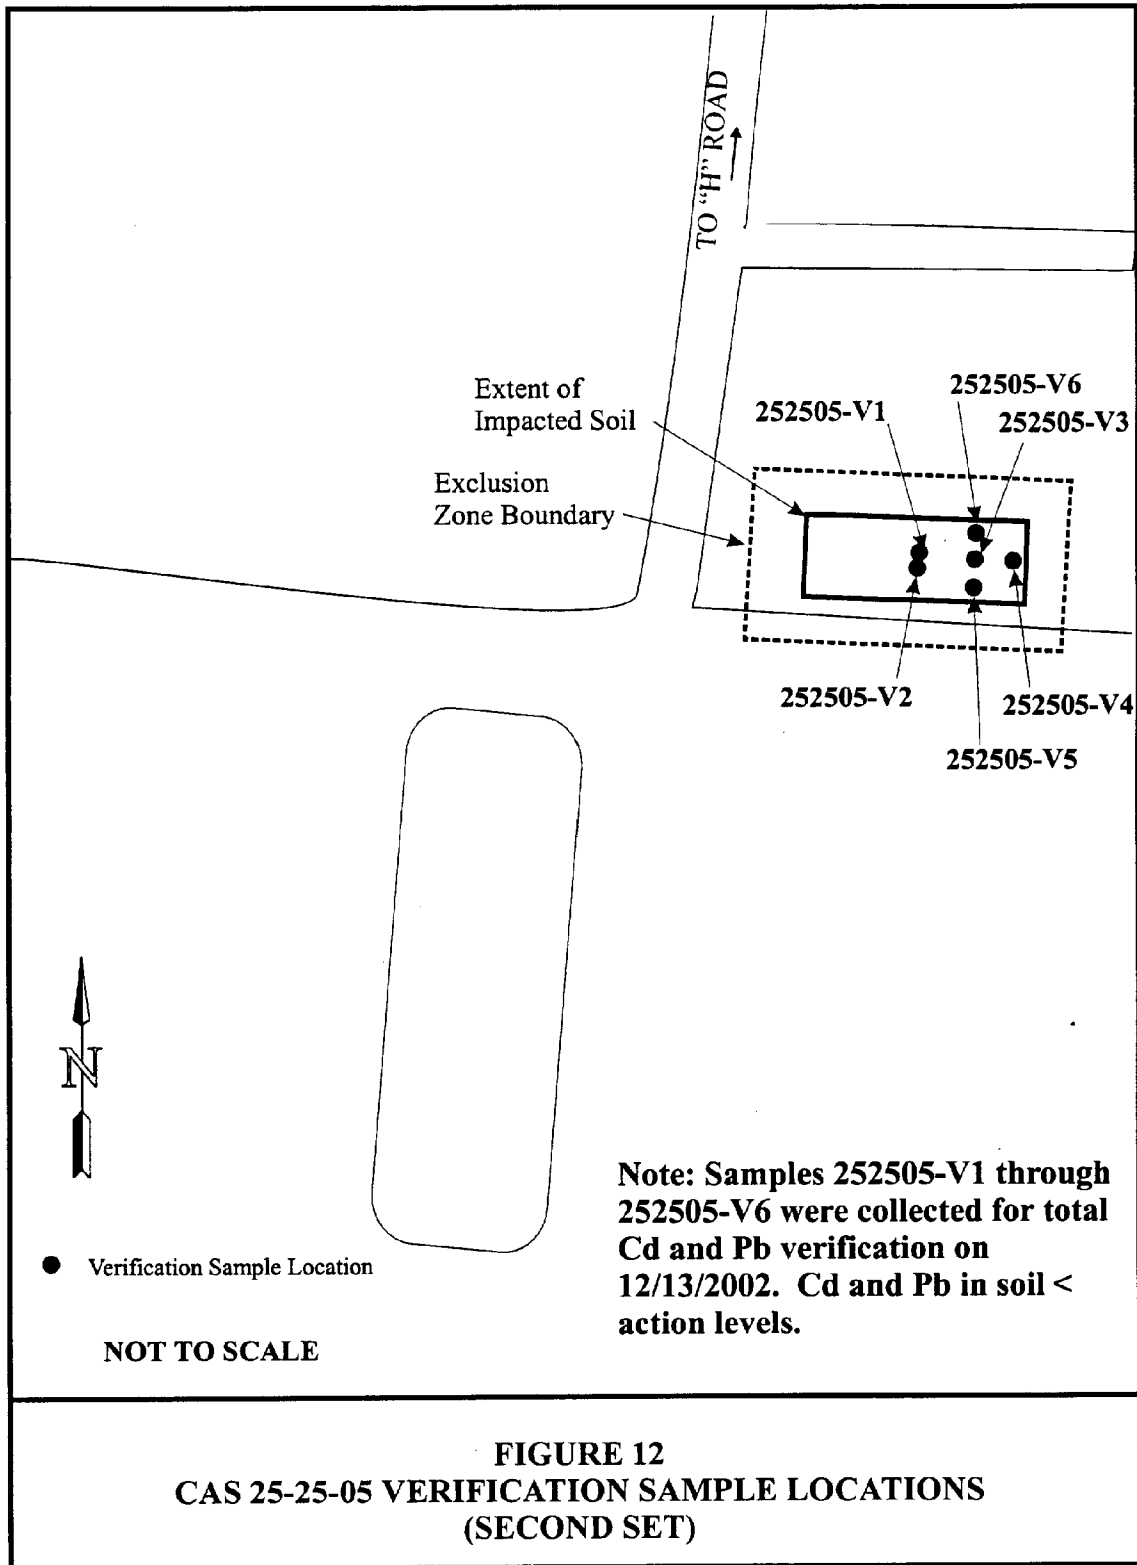 TO "H" ROAD
Extent of
Impacted Soil
Exclusion
Zone Boundary
252505-V6
252505-V1
252505-V3
252505-V2
252505-V4
252505-V5
N
Verification Sample Location
NOT TO SCALE
Note: Samples 252505-V1 through
252505-V6 were collected for total
Cd and Pb verification on
12/13/2002. Cd and Pb in soil <
action levels.
FIGURE 12
CAS 25-25-05 VERIFICATION SAMPLE LOCATIONS
(SECOND SET)